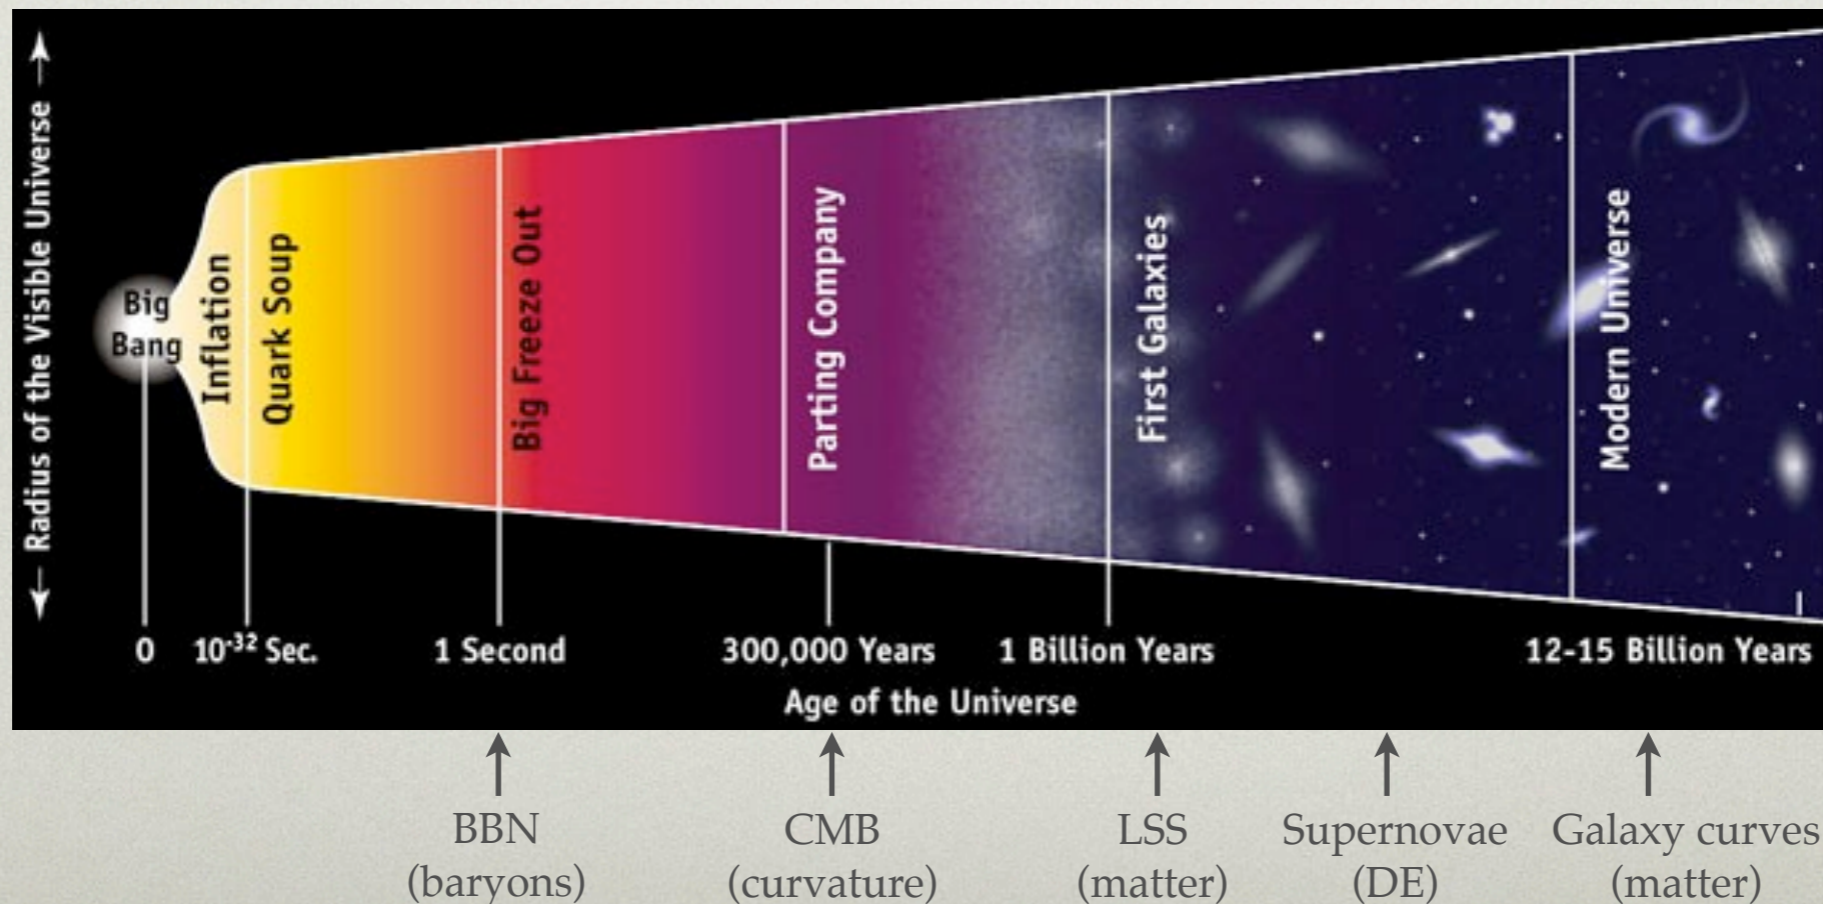 ← Radius of the Visible Universe →
Big
Bang
Inflation
Quark Soup
Big Freeze Out
Parting Company
First Galaxies
Modern Universe
0
10⁻³² Sec.
1 Second
300,000 Years
1 Billion Years
12-15 Billion Years
Age of the Universe
BBN
(baryons)
CMB
(curvature)
LSS
(matter)
Supernovae
(DE)
Galaxy curves
(matter)